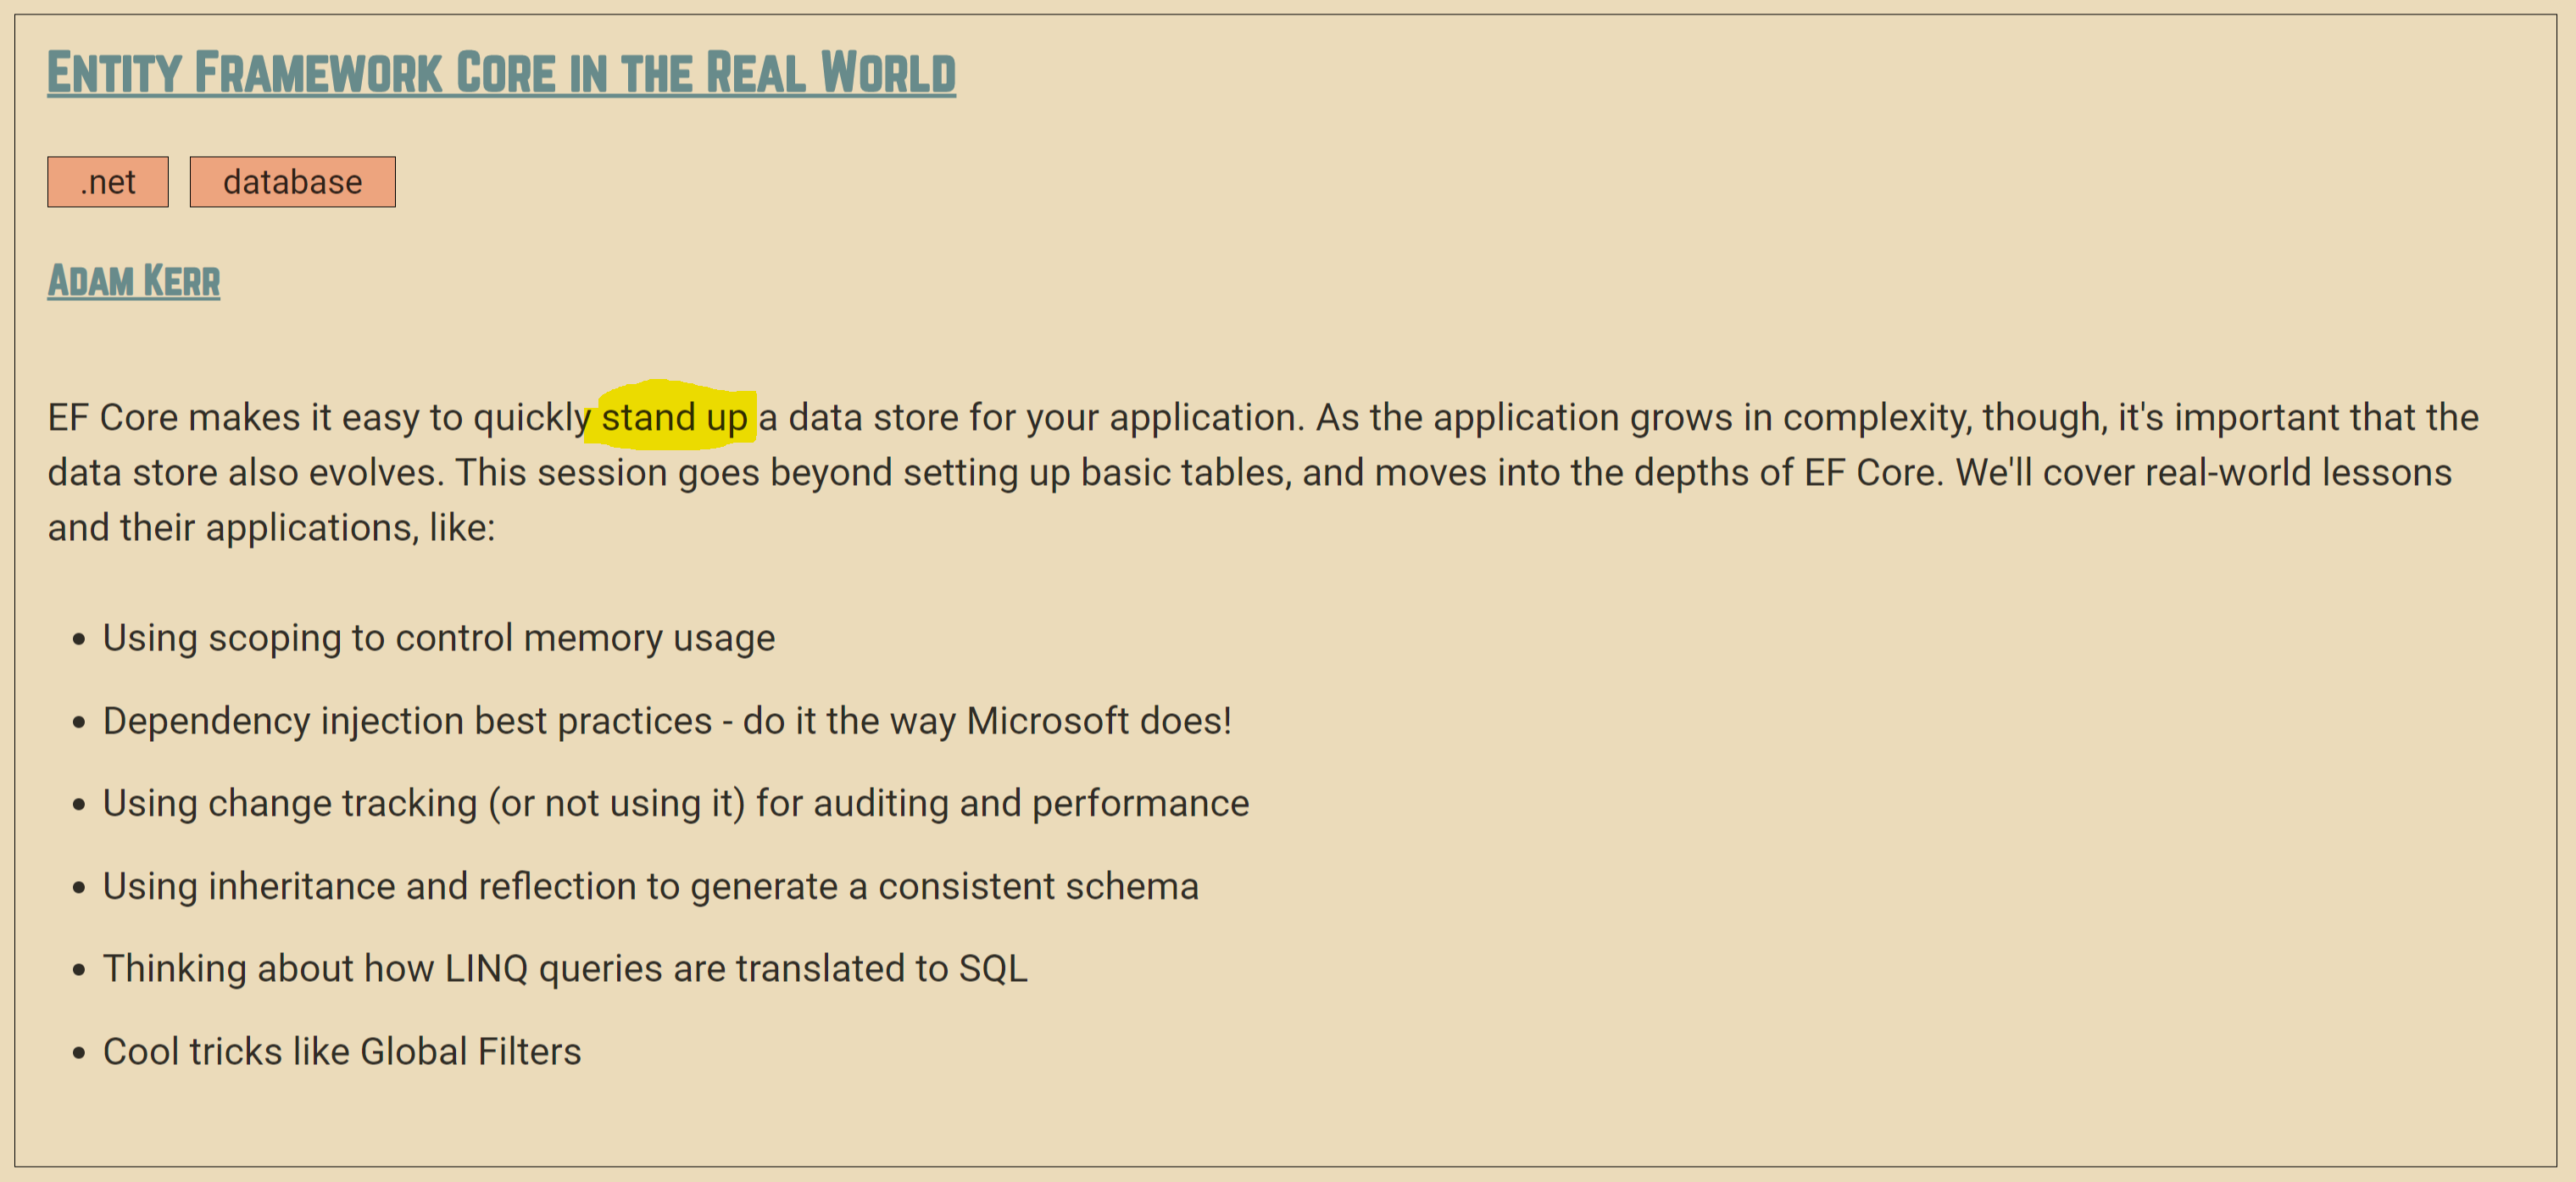 Entity Framework Core in the Real World
.net database
Adam Kerr
EF Core makes it easy to quickly stand up a data store for your application. As the application grows in complexity, though, it's important that the
data store also evolves. This session goes beyond setting up basic tables, and moves into the depths of EF Core. We'll cover real-world lessons
and their applications, like:
• Using scoping to control memory usage
• Dependency injection best practices - do it the way Microsoft does!
• Using change tracking (or not using it) for auditing and performance
• Using inheritance and reflection to generate a consistent schema
• Thinking about how LINQ queries are translated to SQL
• Cool tricks like Global Filters